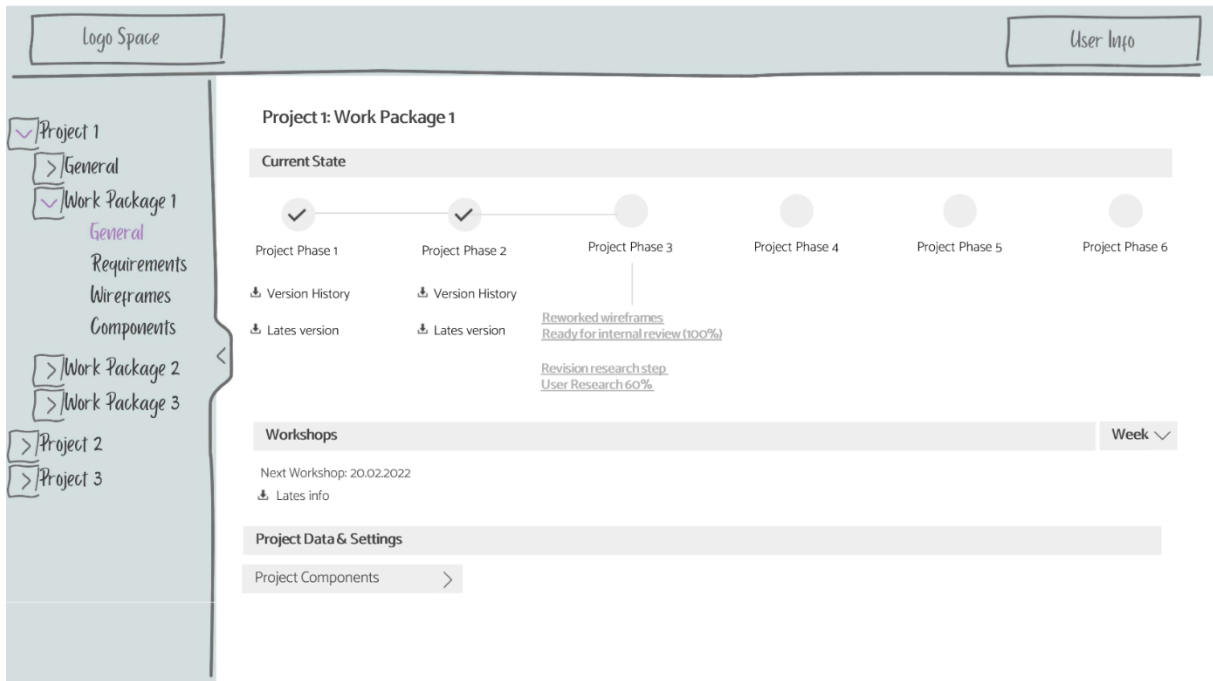 Logo Space
User Info
Project 1
General
Work Package 1
General
Requirements
Wireframes
Components
Work Package 2
Work Package 3
Project 2
Project 3
Project 1: Work Package 1
Current State
Project Phase 1
Project Phase 2
Project Phase 3
Project Phase 4
Project Phase 5
Project Phase 6
Version History
Version History
Lates version
Lates version
Reworked wireframes
Ready for internal review (100%)
Revision research step
User Research 60%
Workshops
Week
Next Workshop: 20.02.2022
Lates info
Project Data & Settings
Project Components